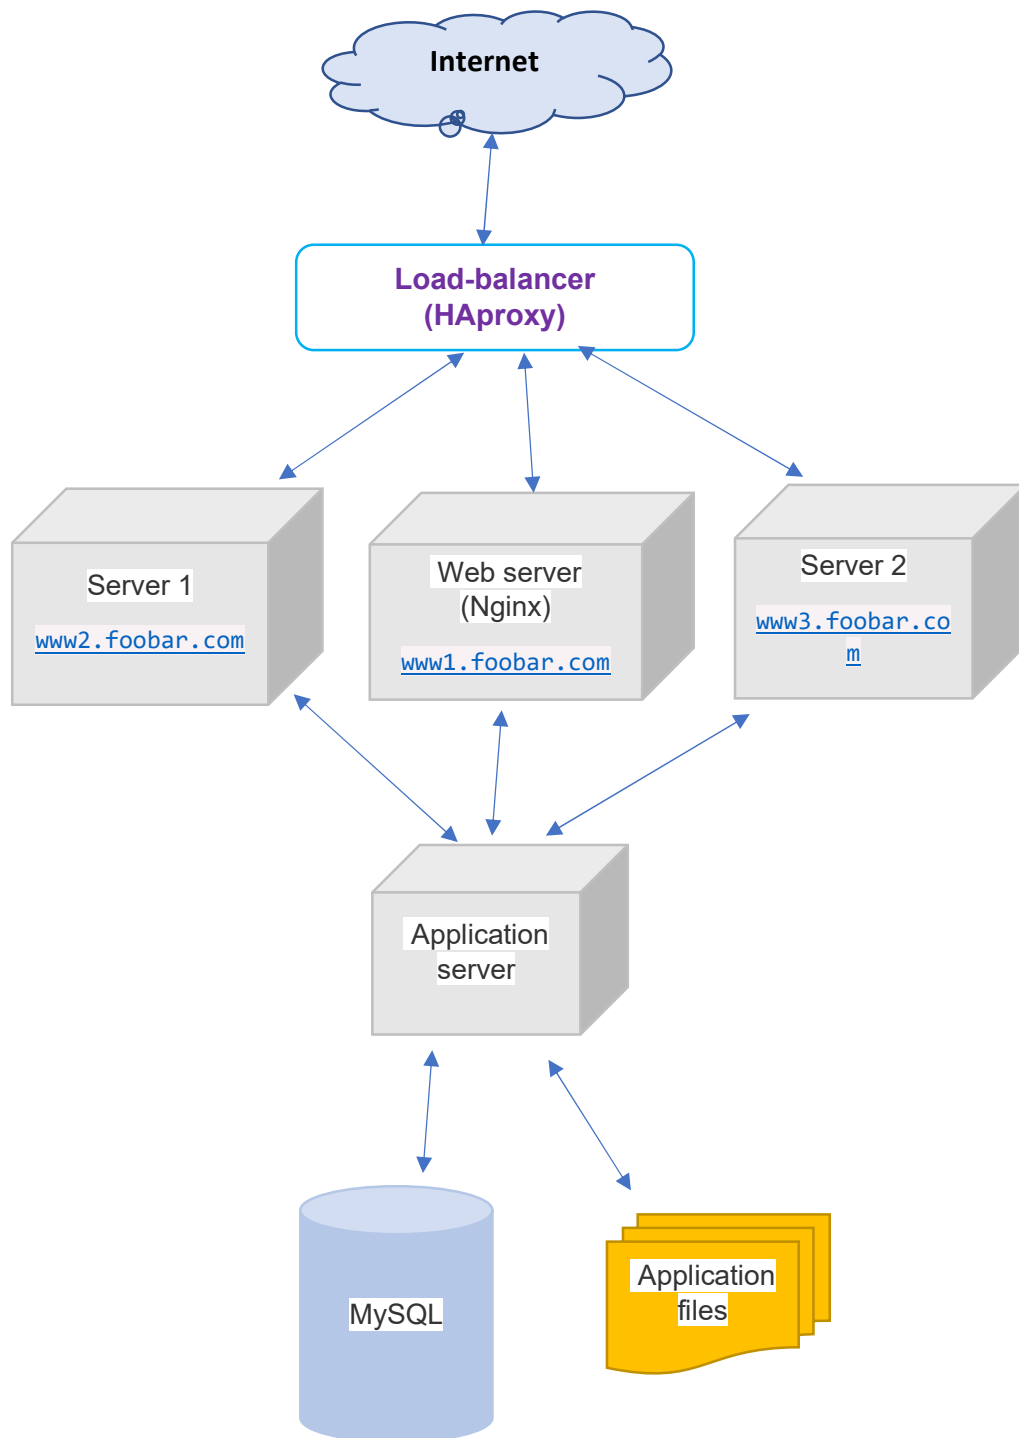 Internet
Load-balancer
(HAproxy)
Server 1
www2.foobar.com
Web server
(Nginx)
www1.foobar.com
Server 2
www3.foobar.co
m
Application
server
MySQL
Application
files